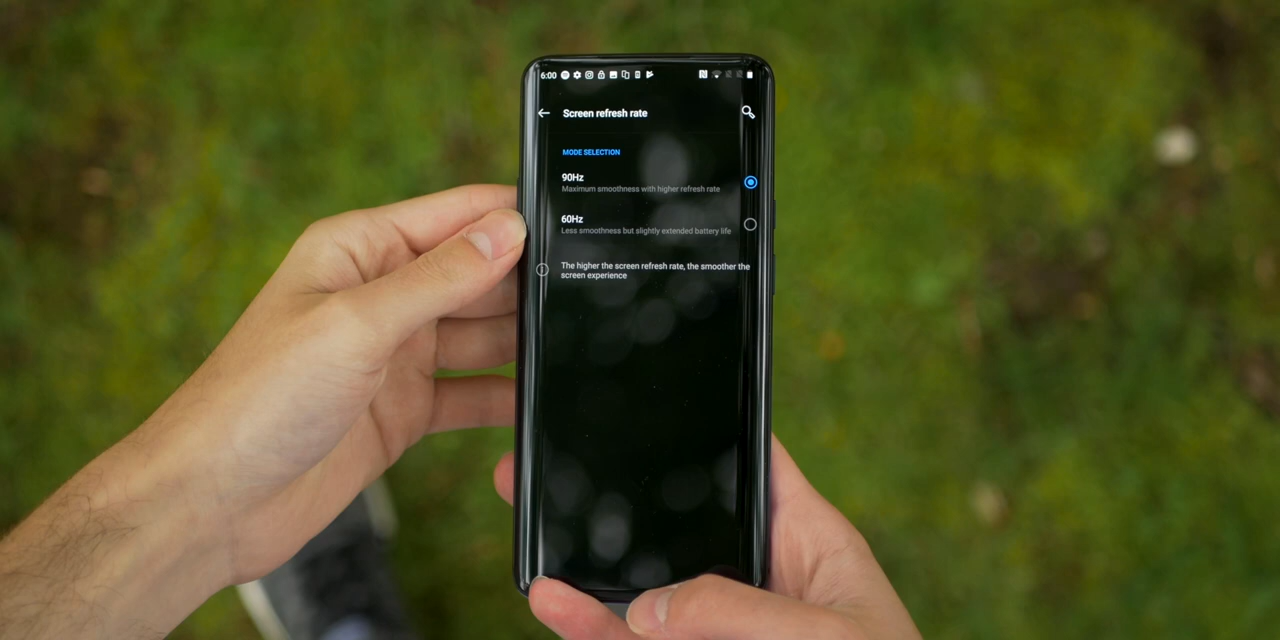 6:00
Screen refresh rate
MODE SELECTION
90Hz
Maximum smoothness with higher refresh rate
60Hz
Less smoothness but slightly extended battery life
The higher the screen refresh rate, the smoother the
screen experience